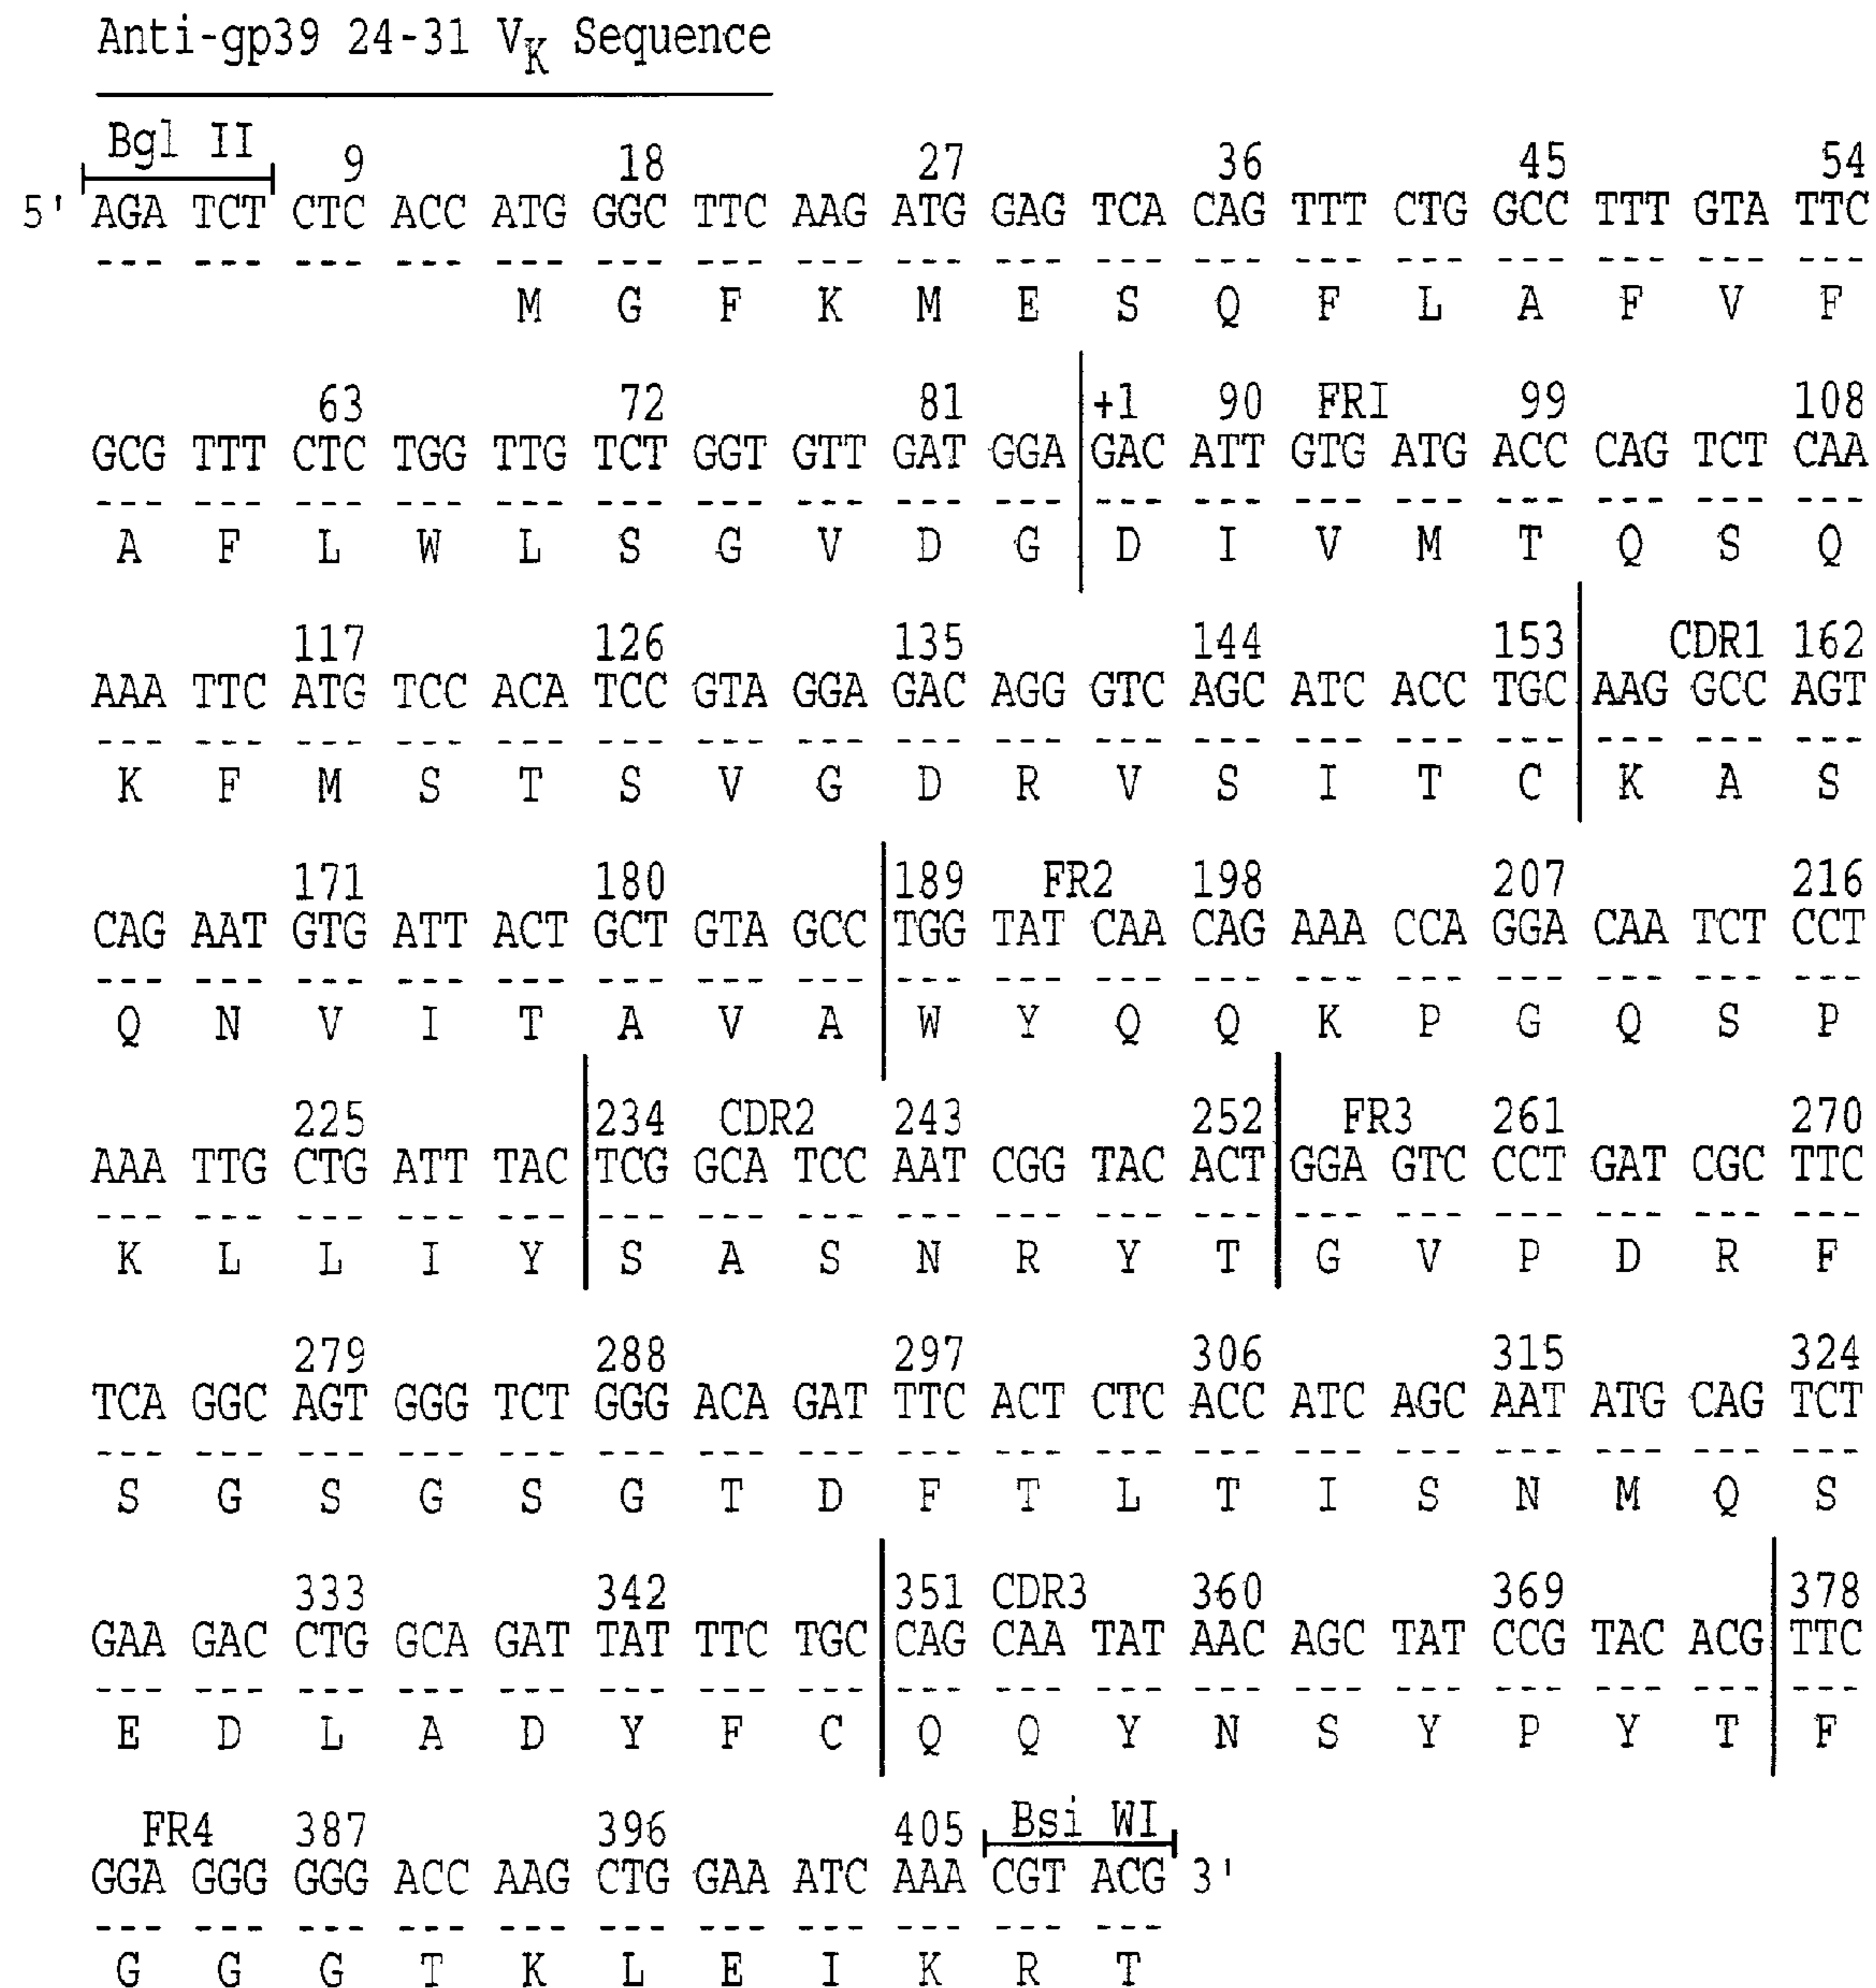 Anti-gp39 24-31 VK Sequence
Bgl II 9 18 27 36 45 54
5' AGA TCT CTC ACC ATG GGC TTC AAG ATG GAG TCA CAG TTT CTG GCC TTT GTA TTC
--- --- --- --- --- --- --- --- --- --- --- --- --- --- --- --- --- ---
M G F K M E S Q F L A F V F
63 72 81 +1 90 FRI 99 108
GCG TTT CTC TGG TTG TCT GGT GTT GAT GGA GAC ATT GTG ATG ACC CAG TCT CAA
--- --- --- --- --- --- --- --- --- --- --- --- --- --- --- --- --- ---
A F L W L S G V D G D I V M T Q S Q
117 126 135 144 153 CDR1 162
AAA TTC ATG TCC ACA TCC GTA GGA GAC AGG GTC AGC ATC ACC TGC AAG GCC AGT
--- --- --- --- --- --- --- --- --- --- --- --- --- --- --- --- --- ---
K F M S T S V G D R V S I T C K A S
171 180 189 FR2 198 207 216
CAG AAT GTG ATT ACT GCT GTA GCC TGG TAT CAA CAG AAA CCA GGA CAA TCT CCT
--- --- --- --- --- --- --- --- --- --- --- --- --- --- --- --- --- ---
Q N V I T A V A W Y Q Q K P G Q S P
225 234 CDR2 243 252 FR3 261 270
AAA TTG CTG ATT TAC TCG GCA TCC AAT CGG TAC ACT GGA GTC CCT GAT CGC TTC
--- --- --- --- --- --- --- --- --- --- --- --- --- --- --- --- --- ---
K L L I Y S A S N R Y T G V P D R F
279 288 297 306 315 324
TCA GGC AGT GGG TCT GGG ACA GAT TTC ACT CTC ACC ATC AGC AAT ATG CAG TCT
--- --- --- --- --- --- --- --- --- --- --- --- --- --- --- --- --- ---
S G S G S G T D F T L T I S N M Q S
333 342 351 CDR3 360 369 378
GAA GAC CTG GCA GAT TAT TTC TGC CAG CAA TAT AAC AGC TAT CCG TAC ACG TTC
--- --- --- --- --- --- --- --- --- --- --- --- --- --- --- --- --- ---
E D L A D Y F C Q Q Y N S Y P Y T F
FR4 387 396 405 Bsi WI
GGA GGG GGG ACC AAG CTG GAA ATC AAA CGT ACG 3'
--- --- --- --- --- --- --- --- --- --- ---
G G G T K L E I K R T